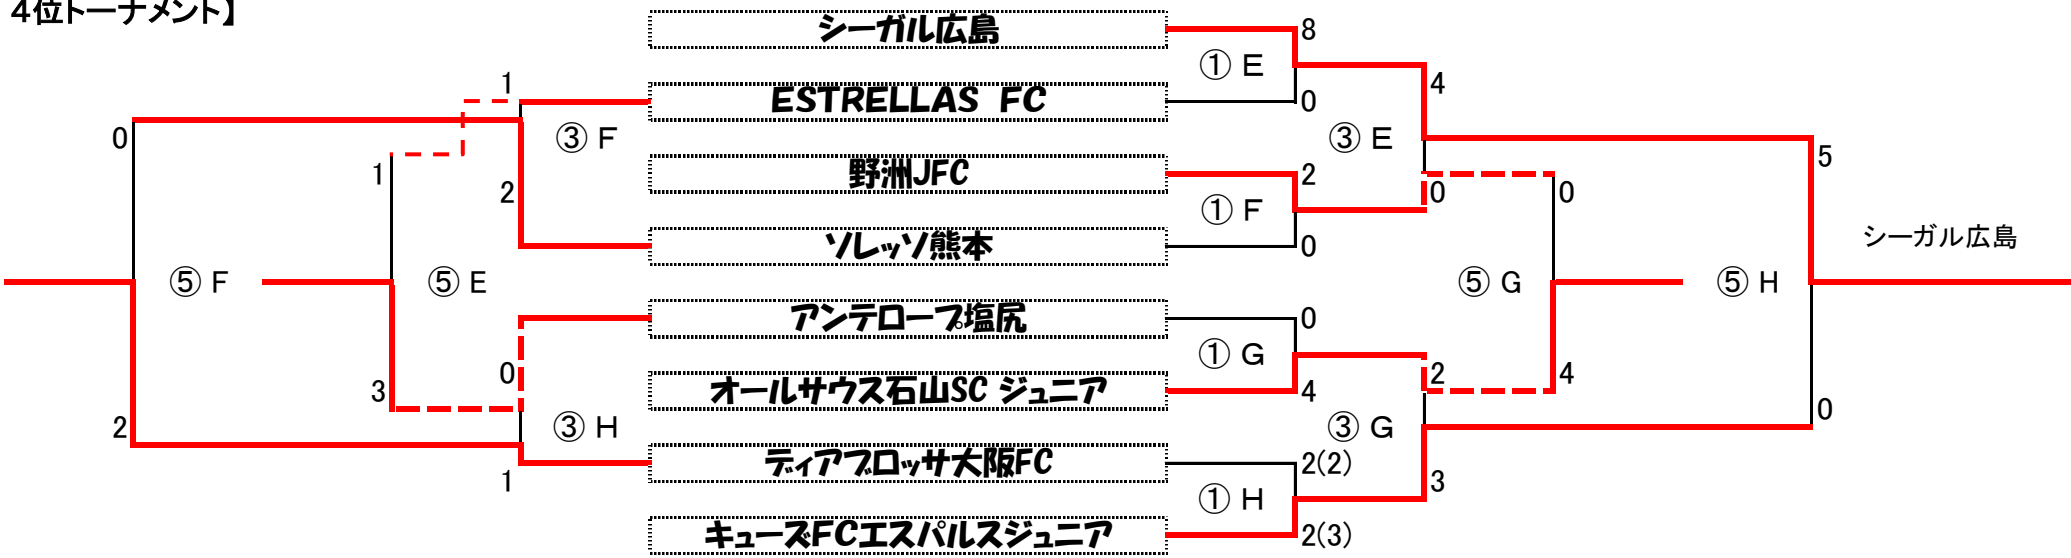 4位トーナメント】
シーガル広島
8
① E
1
ESTRELLAS FC
0
4
0
③ F
③ E
5
1
野洲JFC
2
2
① F
0
0
ソレッソ熊本
0
シーガル広島
⑤ F
⑤ E
⑤ G
⑤ H
アンテロープ塩尻
0
① G
0
2
4
3
オールサウス石山SC ジュニア
4
0
2
③ H
③ G
ディアブロッサ大阪FC
2(2)
1
3
① H
キューズFCエスパルスジュニア
2(3)